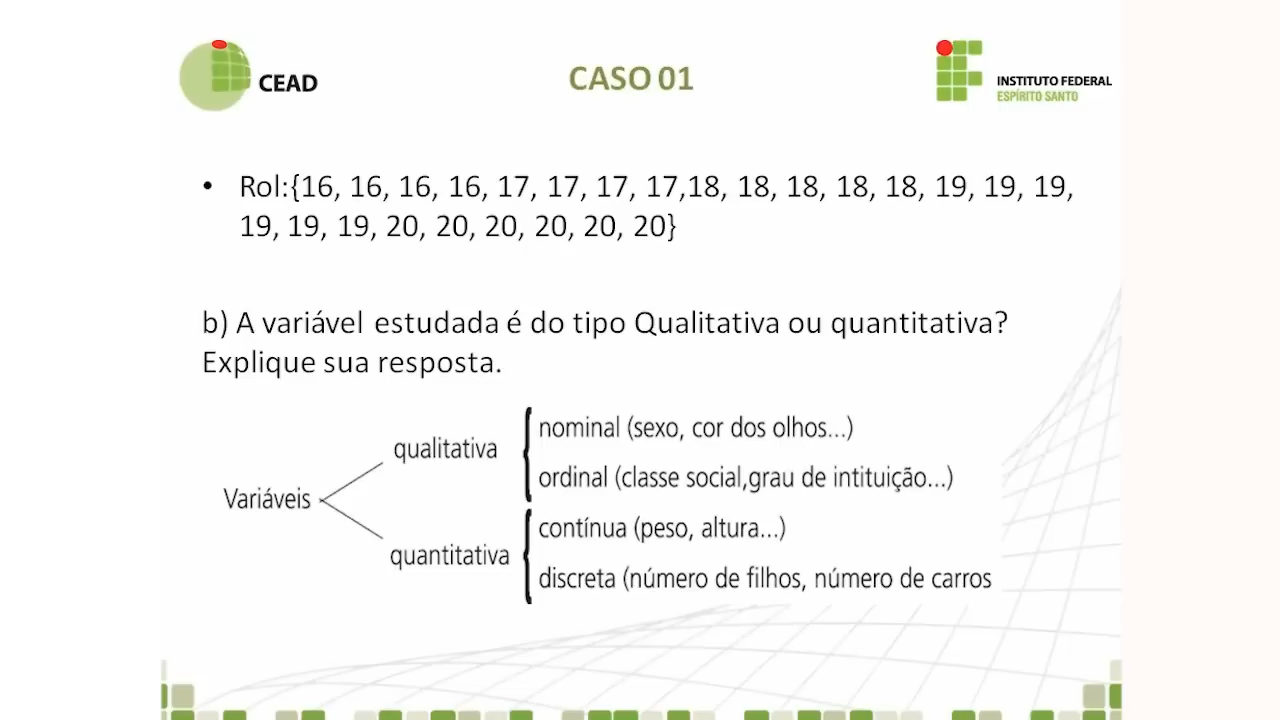 CEAD
CASO 01
INSTITUTO FEDERAL
ESPÍRITO SANTO
• Rol:{16, 16, 16, 16, 17, 17, 17, 17,18, 18, 18, 18, 18, 19, 19, 19,
19, 19, 19, 20, 20, 20, 20, 20, 20}
b) A variável estudada é do tipo Qualitativa ou quantitativa?
Explique sua resposta.
Variáveis
qualitativa
nominal (sexo, cor dos olhos...)
ordinal (classe social,grau de intituição...)
quantitativa
contínua (peso, altura...)
discreta (número de filhos, número de carros